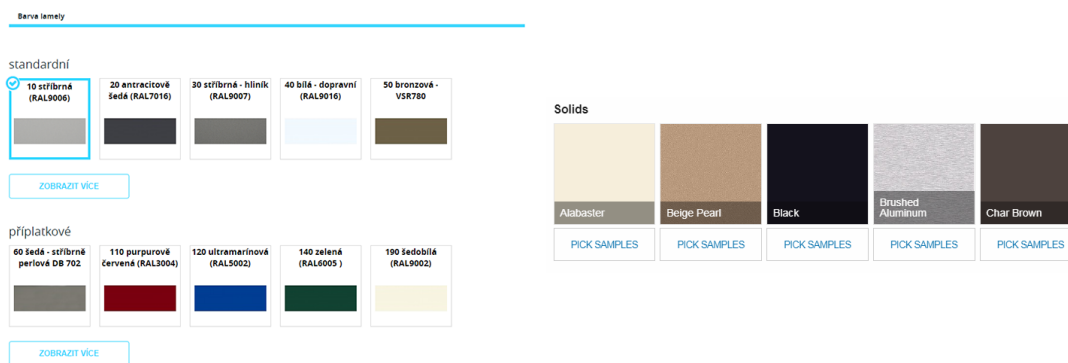 Barva lamely
standardní
10 stříbrná
(RAL9006)
20 antracitově
šedá (RAL7016)
30 stříbrná - hliník
(RAL9007)
40 bílá - dopravní
(RAL9016)
50 bronzová -
VSR780
ZOBRAZIT VÍCE
příplatkové
60 šedá - stříbrně
perlová DB 702
110 purpurově
červená (RAL3004)
120 ultramarínová
(RAL5002)
140 zelená
(RAL6005 )
190 šedobílá
(RAL9002)
ZOBRAZIT VÍCE
Solids
Alabaster
Beige Pearl
Black
Brushed
Aluminum
Char Brown
PICK SAMPLES
PICK SAMPLES
PICK SAMPLES
PICK SAMPLES
PICK SAMPLES